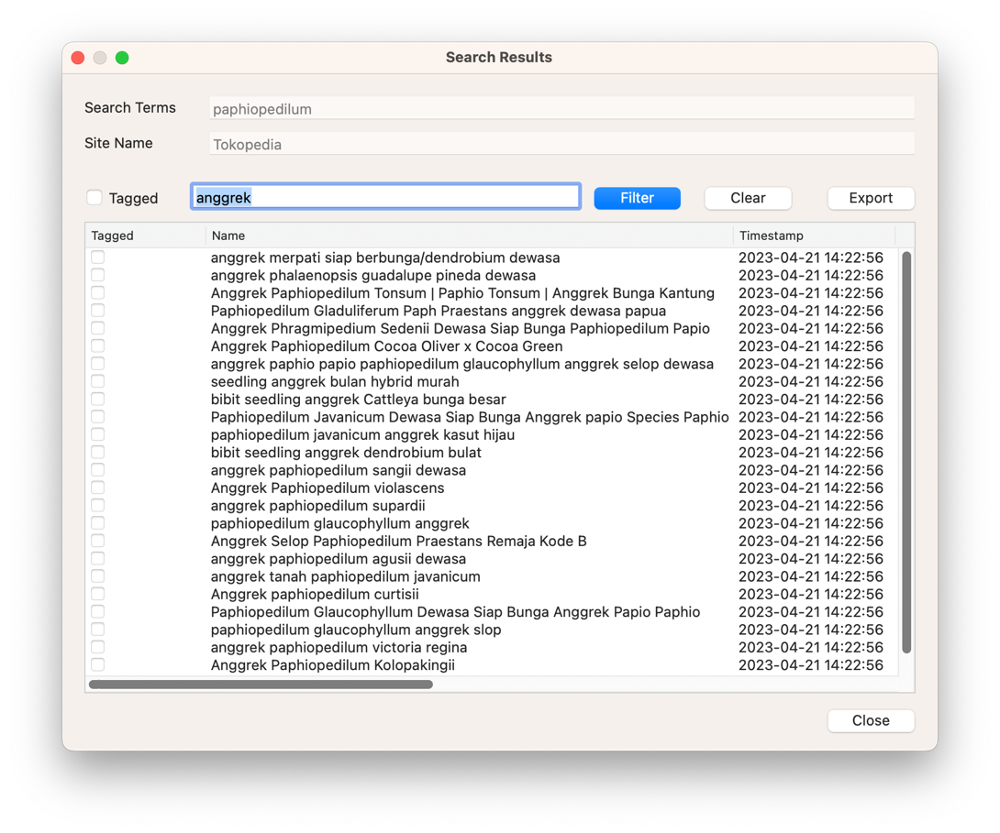 Search Results
Search Terms paphiopedilum
Site Name Tokopedia
Tagged anggrek Filter Clear Export
Tagged Name Timestamp
anggrek merpati siap berbunga/dendrobium dewasa 2023-04-21 14:22:56
anggrek phalaenopsis guadalupe pineda dewasa 2023-04-21 14:22:56
Anggrek Paphiopedilum Tonsum | Paphio Tonsum | Anggrek Bunga Kantung 2023-04-21 14:22:56
Paphiopedilum Gladuliferum Paph Praestans anggrek dewasa papua 2023-04-21 14:22:56
Anggrek Phragmipedium Sedenii Dewasa Siap Bunga Paphiopedilum Papio 2023-04-21 14:22:56
Anggrek Paphiopedilum Cocoa Oliver x Cocoa Green 2023-04-21 14:22:56
anggrek paphio papio paphiopedilum glaucophyllum anggrek selop dewasa 2023-04-21 14:22:56
seedling anggrek bulan hybrid murah 2023-04-21 14:22:56
bibit seedling anggrek Cattleya bunga besar 2023-04-21 14:22:56
Paphiopedilum Javanicum Dewasa Siap Bunga Anggrek papio Species Paphio 2023-04-21 14:22:56
paphiopedilum javanicum anggrek kasut hijau 2023-04-21 14:22:56
bibit seedling anggrek dendrobium bulat 2023-04-21 14:22:56
anggrek paphiopedilum sangii dewasa 2023-04-21 14:22:56
Anggrek Paphiopedilum violascens 2023-04-21 14:22:56
anggrek paphiopedilum supardii 2023-04-21 14:22:56
paphiopedilum glaucophyllum anggrek 2023-04-21 14:22:56
Anggrek Selop Paphiopedilum Praestans Remaja Kode B 2023-04-21 14:22:56
anggrek paphiopedilum agusii dewasa 2023-04-21 14:22:56
anggrek tanah paphiopedilum javanicum 2023-04-21 14:22:56
Anggrek paphiopedilum curtisii 2023-04-21 14:22:56
Paphiopedilum Glaucophyllum Dewasa Siap Bunga Anggrek Papio Paphio 2023-04-21 14:22:56
paphiopedilum glaucophyllum anggrek slop 2023-04-21 14:22:56
anggrek paphiopedilum victoria regina 2023-04-21 14:22:56
Anggrek Paphiopedilum Kolopakingii 2023-04-21 14:22:56
Close